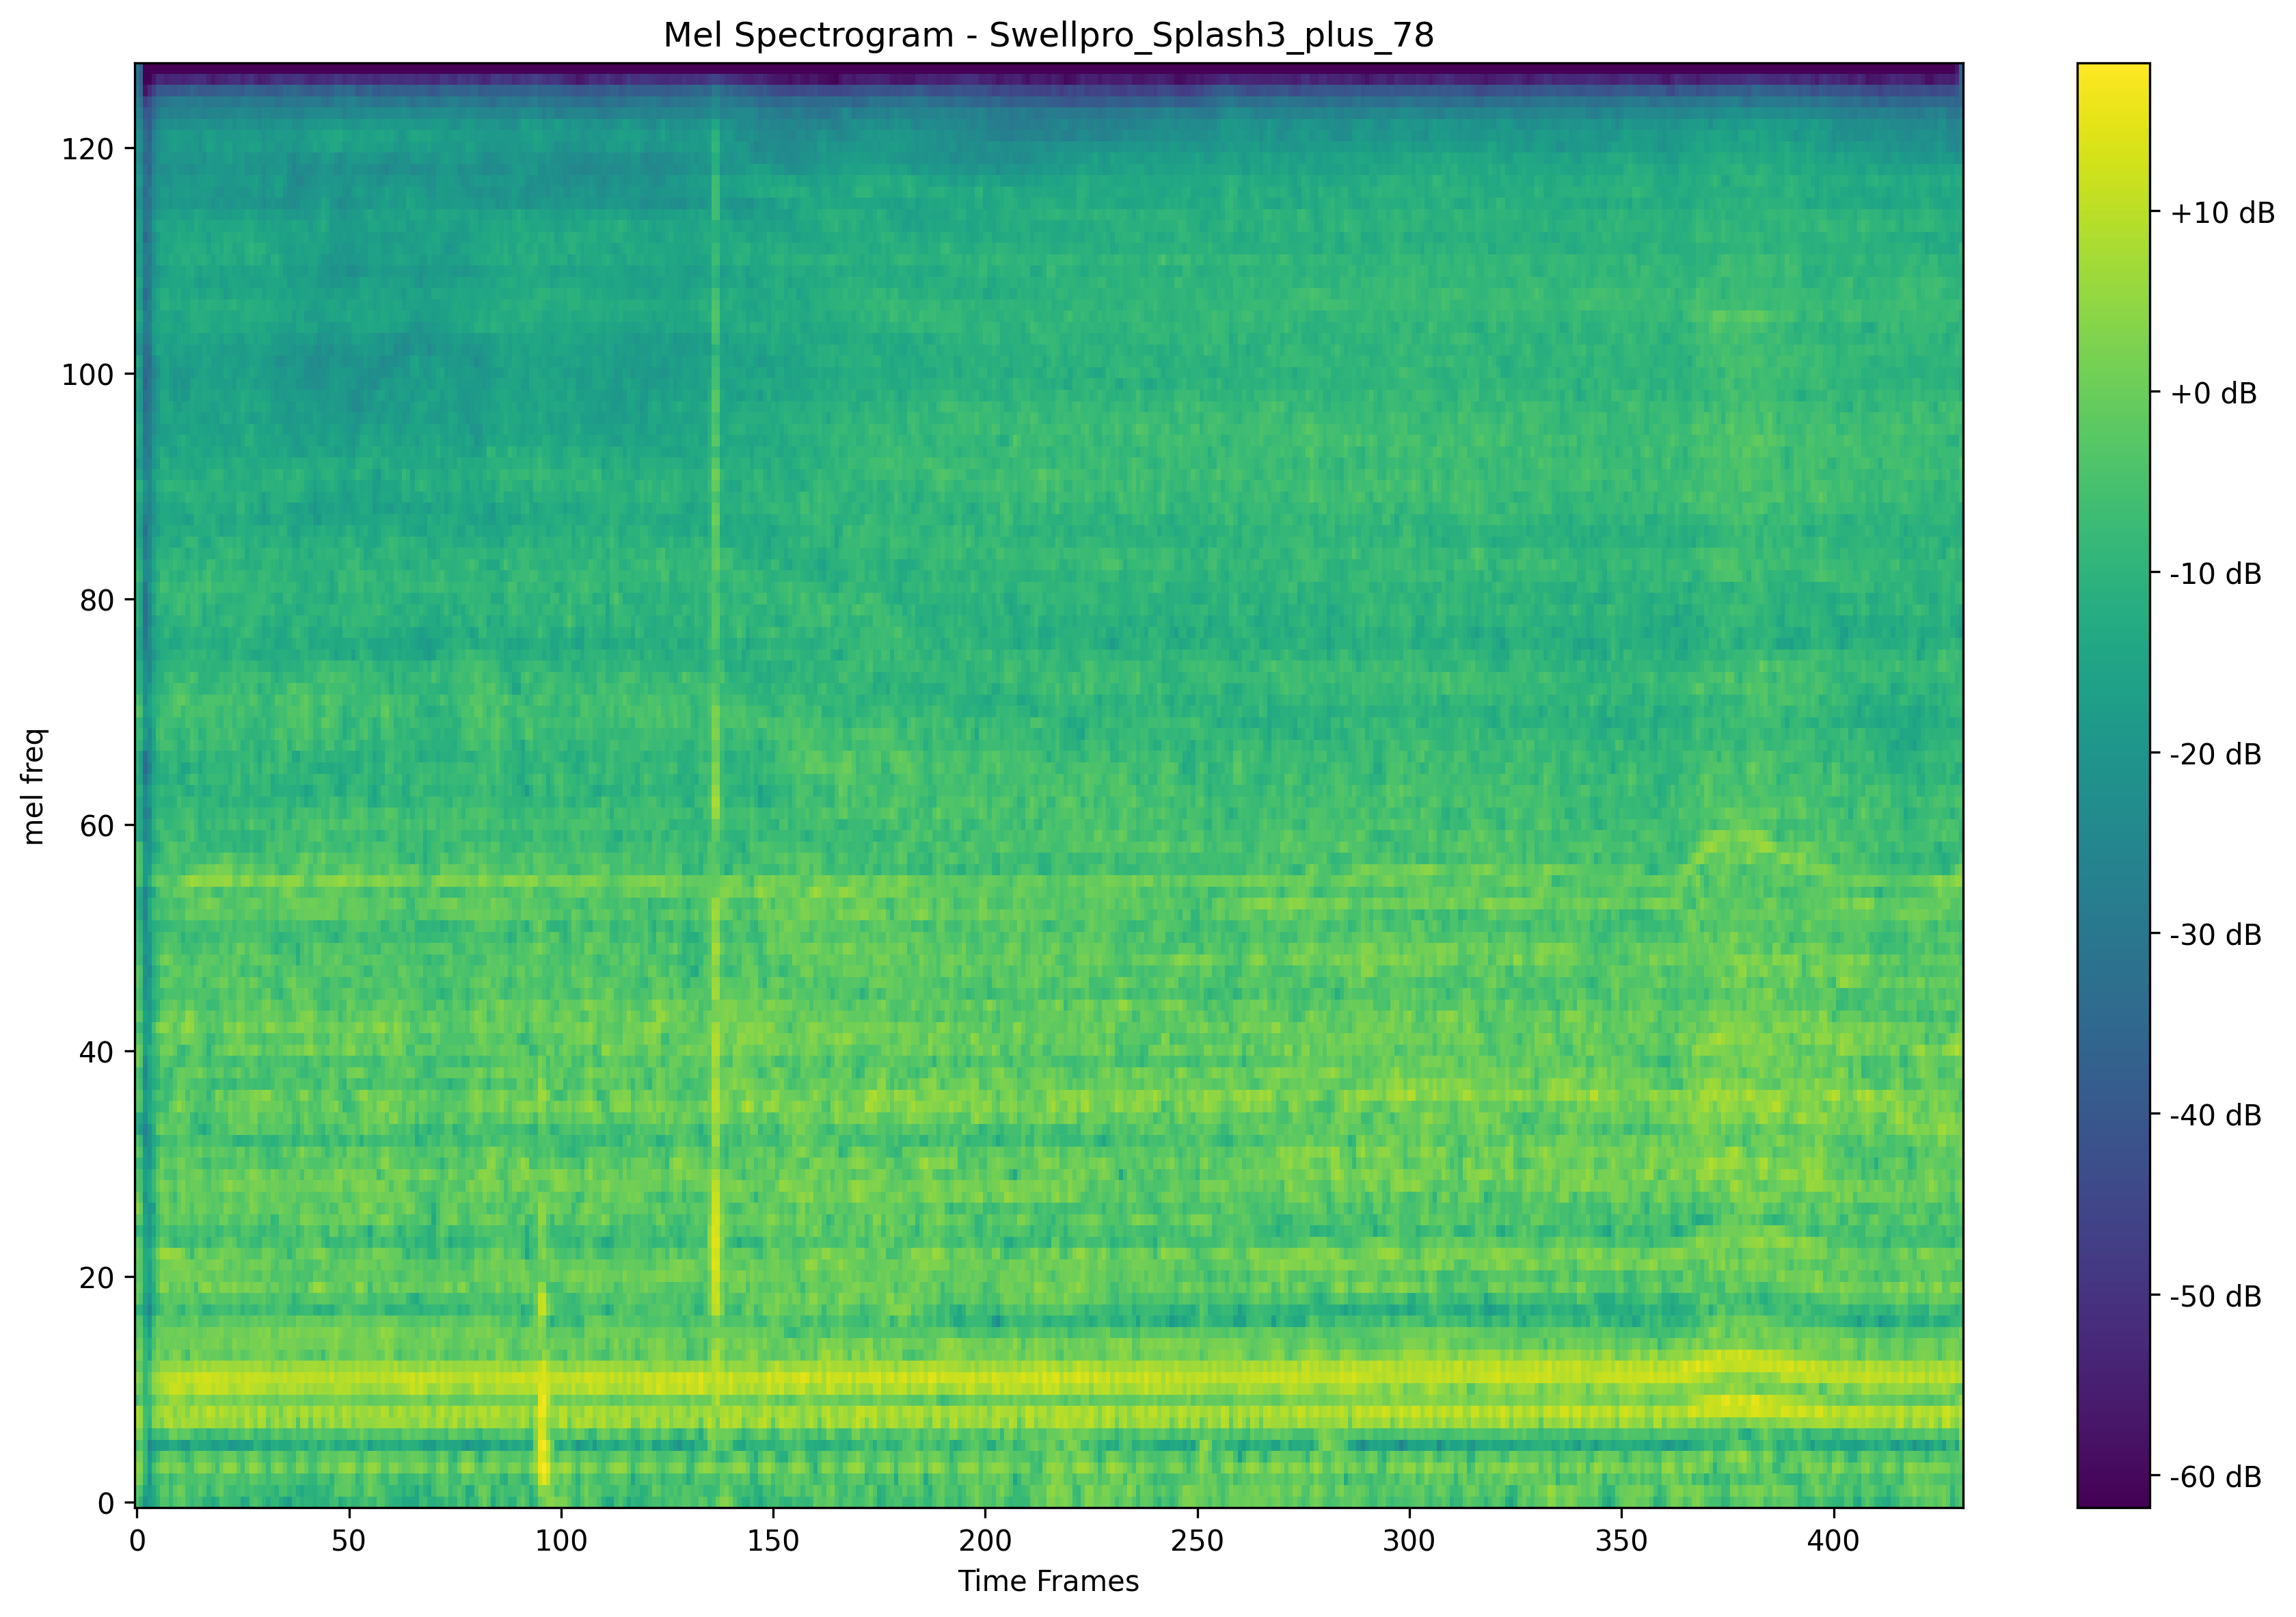 Mel Spectrogram - Swellpro_Splash3_plus_78
120
100
80
60
40
20
0
mel freq
0 50 100 150 200 250 300 350 400
Time Frames
+10 dB
+0 dB
-10 dB
-20 dB
-30 dB
-40 dB
-50 dB
-60 dB